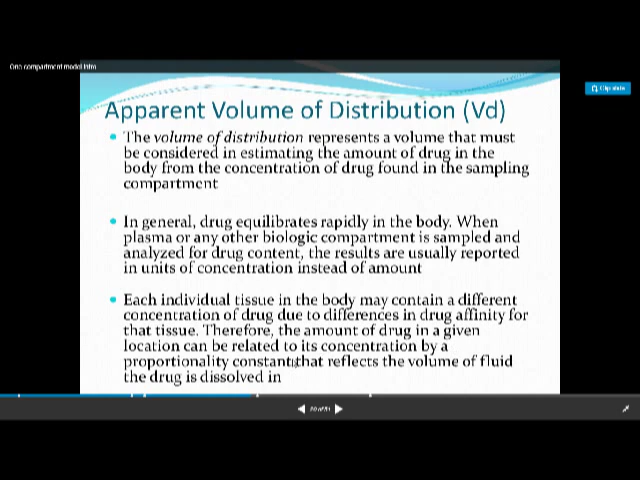 One compartment model intro
Clip slide
Apparent Volume of Distribution (Vd)
• The volume of distribution represents a volume that must
be considered in estimating the amount of drug in the
body from the concentration of drug found in the sampling
compartment
• In general, drug equilibrates rapidly in the body. When
plasma or any other biologic compartment is sampled and
analyzed for drug content, the results are usually reported
in units of concentration instead of amount
• Each individual tissue in the body may contain a different
concentration of drug due to differences in drug affinity for
that tissue. Therefore, the amount of drug in a given
location can be related to its concentration by a
proportionality constant that reflects the volume of fluid
the drug is dissolved in